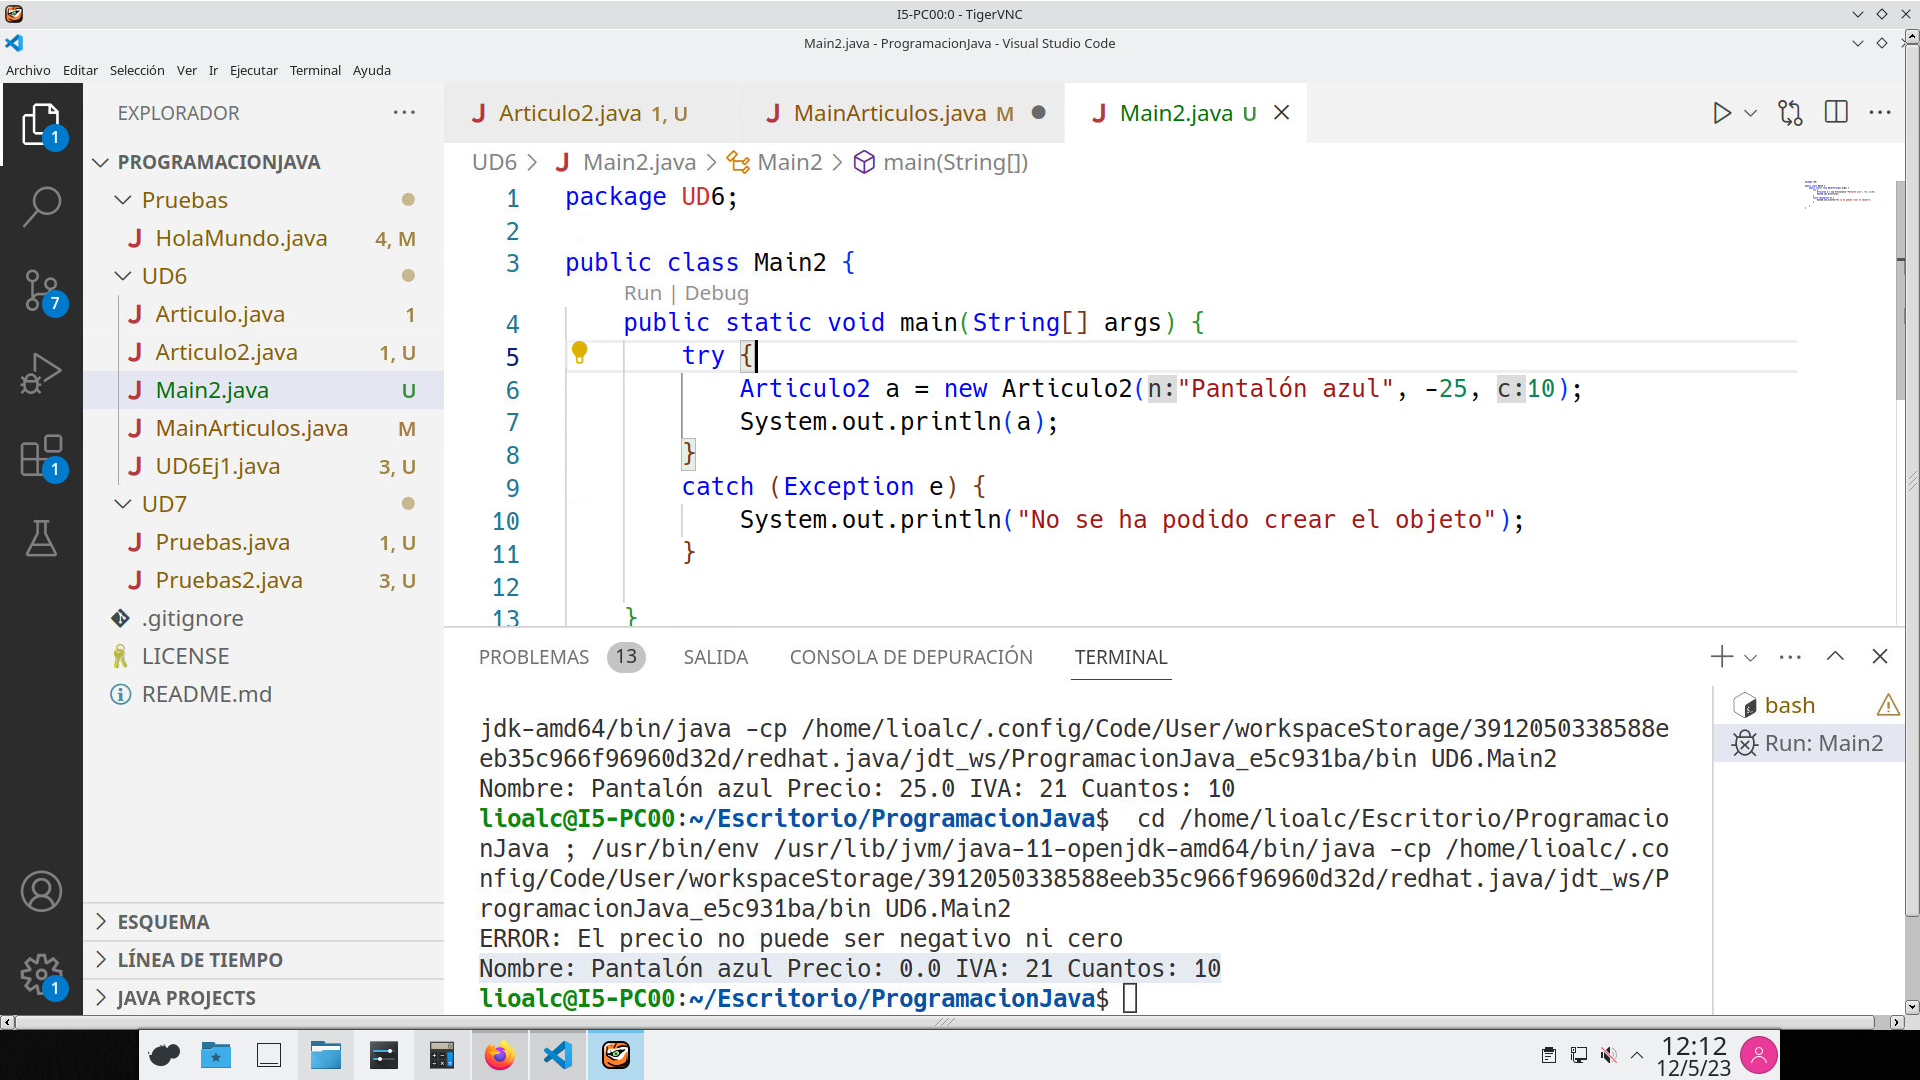 I5-PC00:0 - TigerVNC
Main2.java - ProgramacionJava - Visual Studio Code
Archivo Editar Selección Ver Ir Ejecutar Terminal Ayuda
EXPLORADOR
PROGRAMACIONJAVA
Pruebas
HolaMundo.java 4, M
UD6
Articulo.java 1
Articulo2.java 1, U
Main2.java U
MainArticulos.java M
UD6Ej1.java 3, U
UD7
Pruebas.java 1, U
Pruebas2.java 3, U
.gitignore
LICENSE
README.md
ESQUEMA
LÍNEA DE TIEMPO
JAVA PROJECTS
1
7
1
1
Articulo2.java 1, U MainArticulos.java M Main2.java U
UD6 > Main2.java > Main2 > main(String[])
1 package UD6;
2
3 public class Main2 {
Run | Debug
4 public static void main(String[] args) {
5 try {
6 Articulo2 a = new Articulo2(n:"Pantalón azul", -25, c:10);
7 System.out.println(a);
8 }
9 catch (Exception e) {
10 System.out.println("No se ha podido crear el objeto");
11 }
12
13 }
PROBLEMAS 13 SALIDA CONSOLA DE DEPURACIÓN TERMINAL
jdk-amd64/bin/java -cp /home/lioalc/.config/Code/User/workspaceStorage/3912050338588e
eb35c966f96960d32d/redhat.java/jdt_ws/ProgramacionJava_e5c931ba/bin UD6.Main2
Nombre: Pantalón azul Precio: 25.0 IVA: 21 Cuantos: 10
lioalc@I5-PC00:~/Escritorio/ProgramacionJava$ cd /home/lioalc/Escritorio/Programacio
nJava ; /usr/bin/env /usr/lib/jvm/java-11-openjdk-amd64/bin/java -cp /home/lioalc/.co
nfig/Code/User/workspaceStorage/3912050338588eeb35c966f96960d32d/redhat.java/jdt_ws/P
rogramacionJava_e5c931ba/bin UD6.Main2
ERROR: El precio no puede ser negativo ni cero
Nombre: Pantalón azul Precio: 0.0 IVA: 21 Cuantos: 10
lioalc@I5-PC00:~/Escritorio/ProgramacionJava$
bash
Run: Main2
12:12
12/5/23